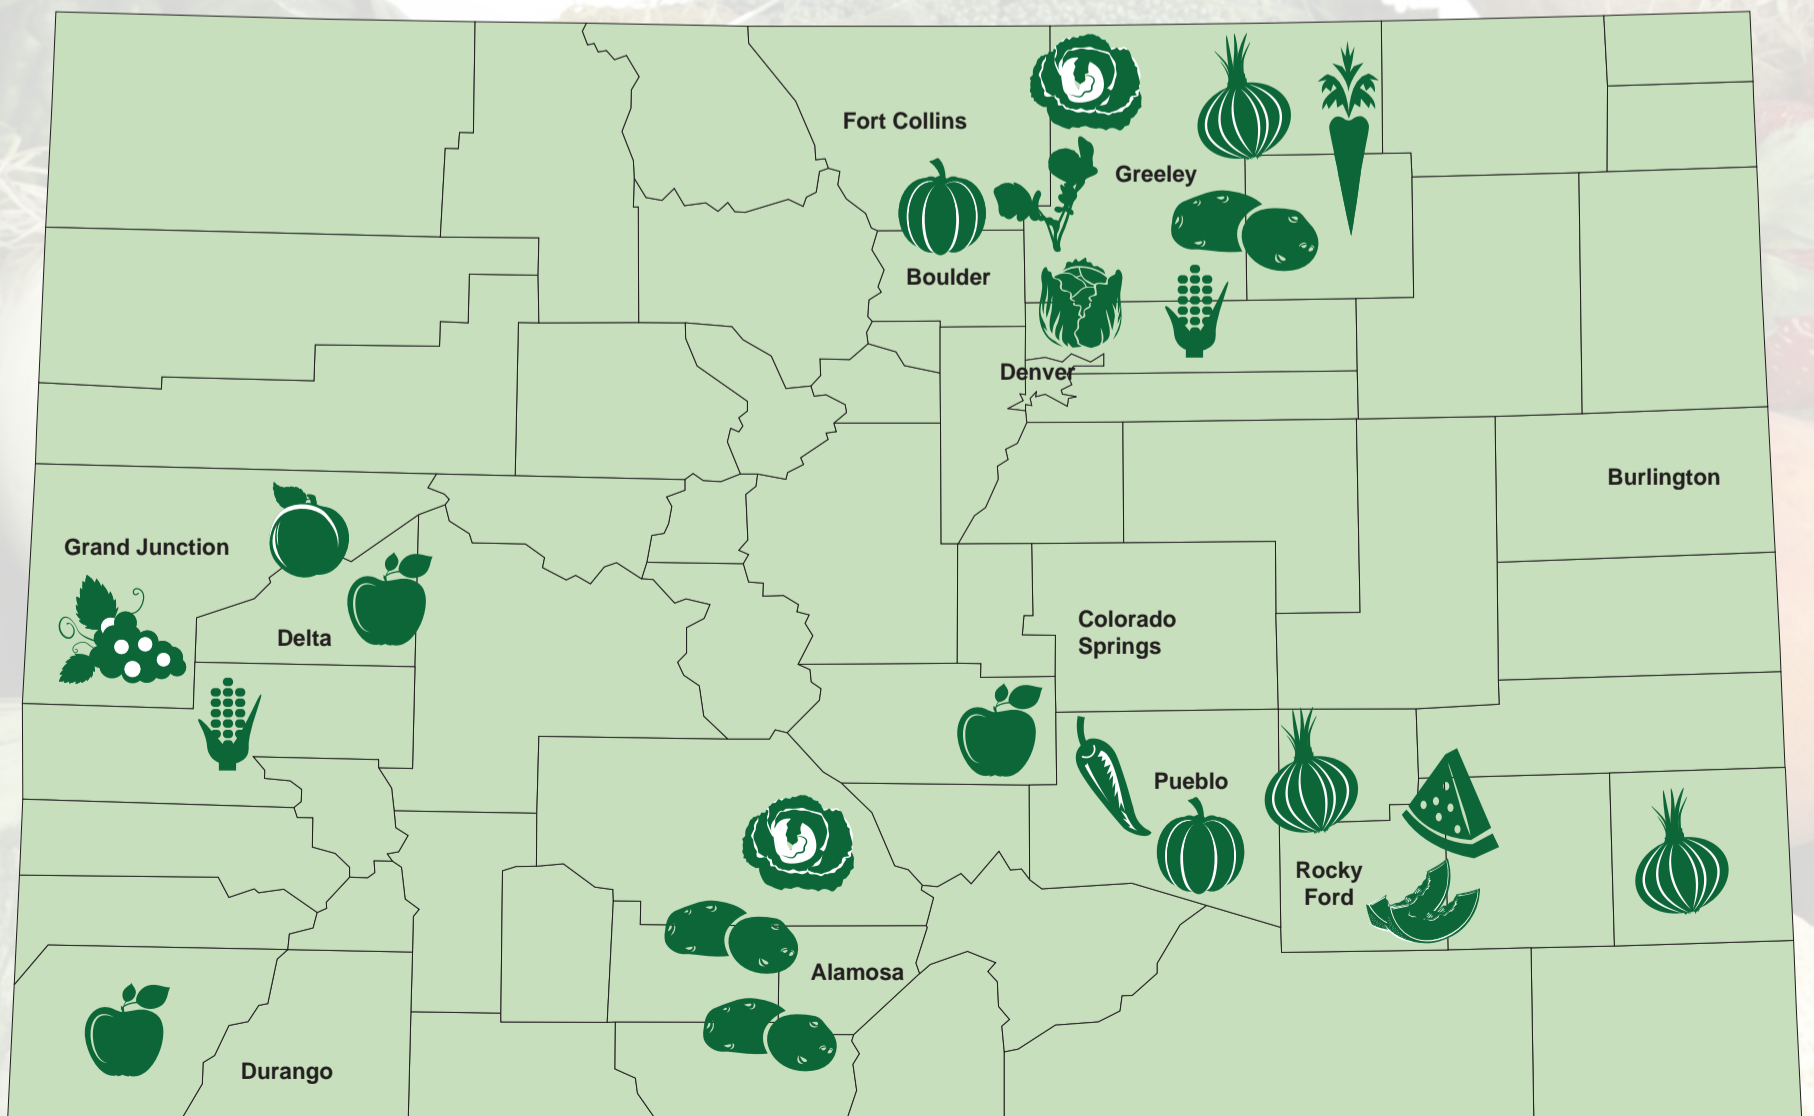 Fort Collins
Greeley
Boulder
Denver
Burlington
Grand Junction
Delta
Colorado
Springs
Pueblo
Rocky
Ford
Alamosa
Durango